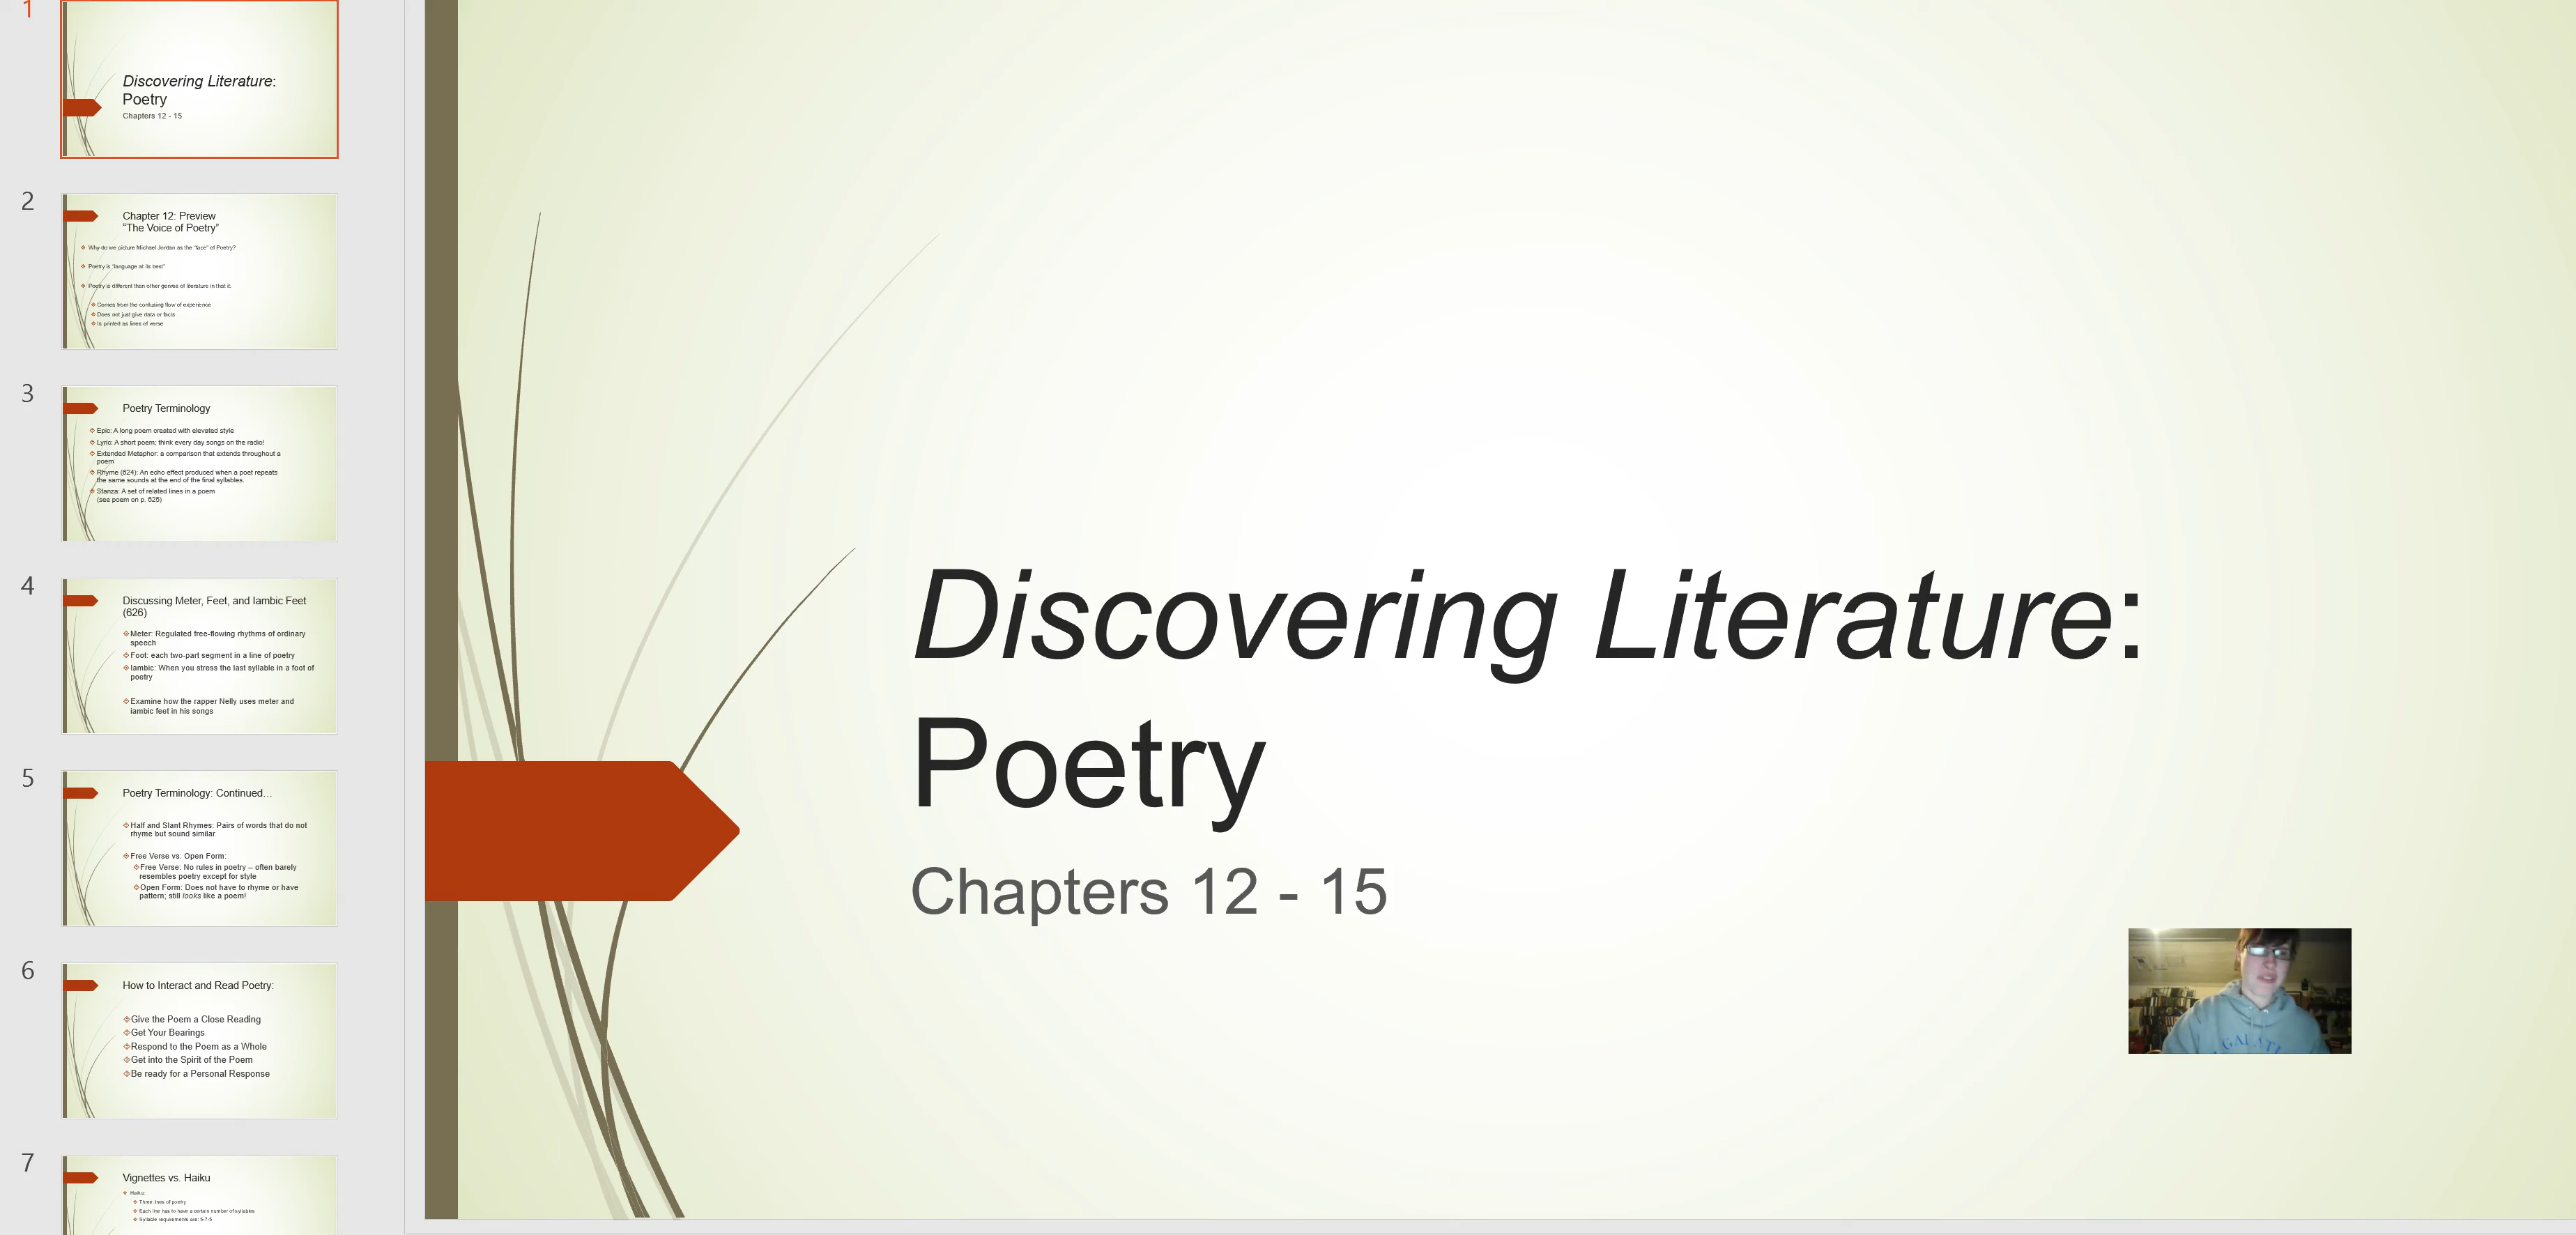 1
Discovering Literature:
Poetry
Chapters 12 - 15
2
Chapter 12: Preview
"The Voice of Poetry"
Why do we picture Michael Jordan as the "face" of Poetry?
Poetry is "language at its best"
Poetry is different than other genres of literature in that it:
Comes from the confusing flow of experience
Does not just give data or facts
Is printed as lines of verse
3
Poetry Terminology
Epic: A long poem created with elevated style
Lyric: A short poem; think every day songs on the radio!
Extended Metaphor: a comparison that extends throughout a
poem
Rhyme (624): An echo effect produced when a poet repeats
the same sounds at the end of the final syllables.
Stanza: A set of related lines in a poem
(see poem on p. 625)
4
Discussing Meter, Feet, and Iambic Feet
(626)
Meter: Regulated free-flowing rhythms of ordinary
speech
Foot: each two-part segment in a line of poetry
Iambic: When you stress the last syllable in a foot of
poetry
Examine how the rapper Nelly uses meter and
iambic feet in his songs
5
Poetry Terminology: Continued…
Half and Slant Rhymes: Pairs of words that do not
rhyme but sound similar
Free Verse vs. Open Form:
Free Verse: No rules in poetry – often barely
resembles poetry except for style
Open Form: Does not have to rhyme or have
pattern; still looks like a poem!
6
How to Interact and Read Poetry:
Give the Poem a Close Reading
Get Your Bearings
Respond to the Poem as a Whole
Get into the Spirit of the Poem
Be ready for a Personal Response
7
Vignettes vs. Haiku
Haiku:
Three lines of poetry
Each line has to have a certain number of syllables
Syllable requirements are: 5-7-5
Discovering Literature:
Poetry
Chapters 12 - 15